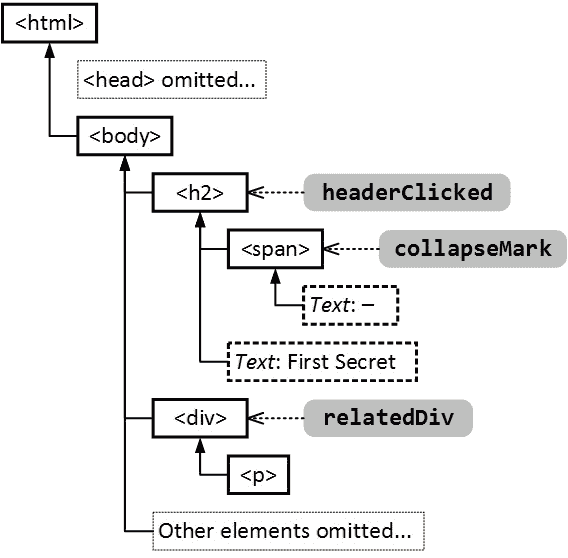 <html>
<head> omitted...
<body>
<h2>
headerClicked
<span>
collapseMark
Text: –
Text: First Secret
<div>
relatedDiv
<p>
Other elements omitted...